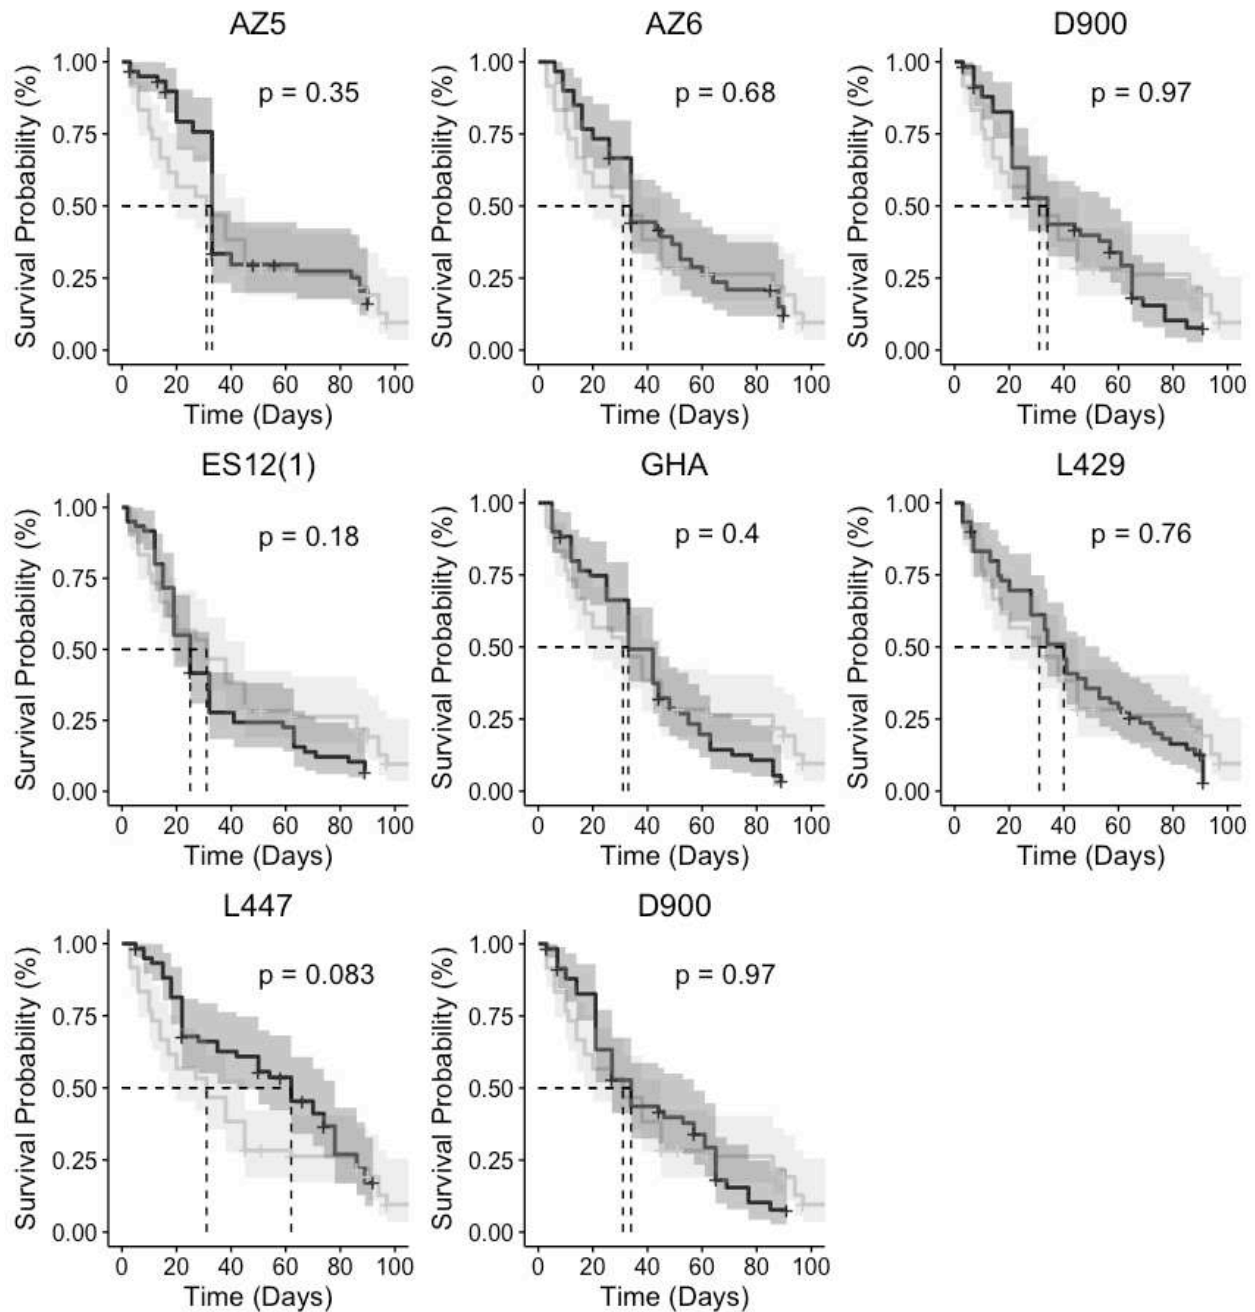 AZ5
AZ6
D900
Survival Probability (%)
1.00
0.75
0.50
0.25
0.00
p = 0.35
0 20 40 60 80 100
Time (Days)
Survival Probability (%)
1.00
0.75
0.50
0.25
0.00
p = 0.68
0 20 40 60 80 100
Time (Days)
Survival Probability (%)
1.00
0.75
0.50
0.25
0.00
p = 0.97
0 20 40 60 80 100
Time (Days)
ES12(1)
GHA
L429
Survival Probability (%)
1.00
0.75
0.50
0.25
0.00
p = 0.18
0 20 40 60 80 100
Time (Days)
Survival Probability (%)
1.00
0.75
0.50
0.25
0.00
p = 0.4
0 20 40 60 80 100
Time (Days)
Survival Probability (%)
1.00
0.75
0.50
0.25
0.00
p = 0.76
0 20 40 60 80 100
Time (Days)
L447
D900
Survival Probability (%)
1.00
0.75
0.50
0.25
0.00
p = 0.083
0 20 40 60 80 100
Time (Days)
Survival Probability (%)
1.00
0.75
0.50
0.25
0.00
p = 0.97
0 20 40 60 80 100
Time (Days)